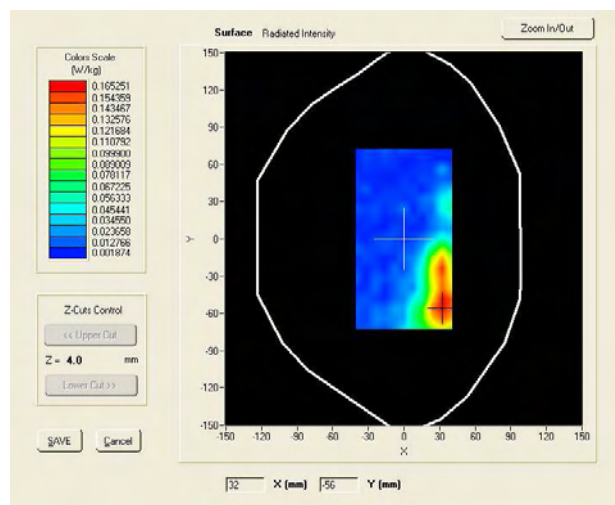 Surface Radiated Intensity
Zoom In/Out
Colors Scale
(W/kg)
0.165251
0.154359
0.143467
0.132576
0.121684
0.110792
0.099900
0.089009
0.078117
0.067225
0.056333
0.045441
0.034550
0.023658
0.012766
0.001874
Z-Cuts Control
<< Upper Cut
Z = 4.0 mm
Lower Cut >>
SAVE Cancel
150
120
90
60
30
0
-30
-60
-90
-120
-150
Y
-150 -120 -90 -60 -30 0 30 60 90 120 150
X
32 X (mm) -56 Y (mm)